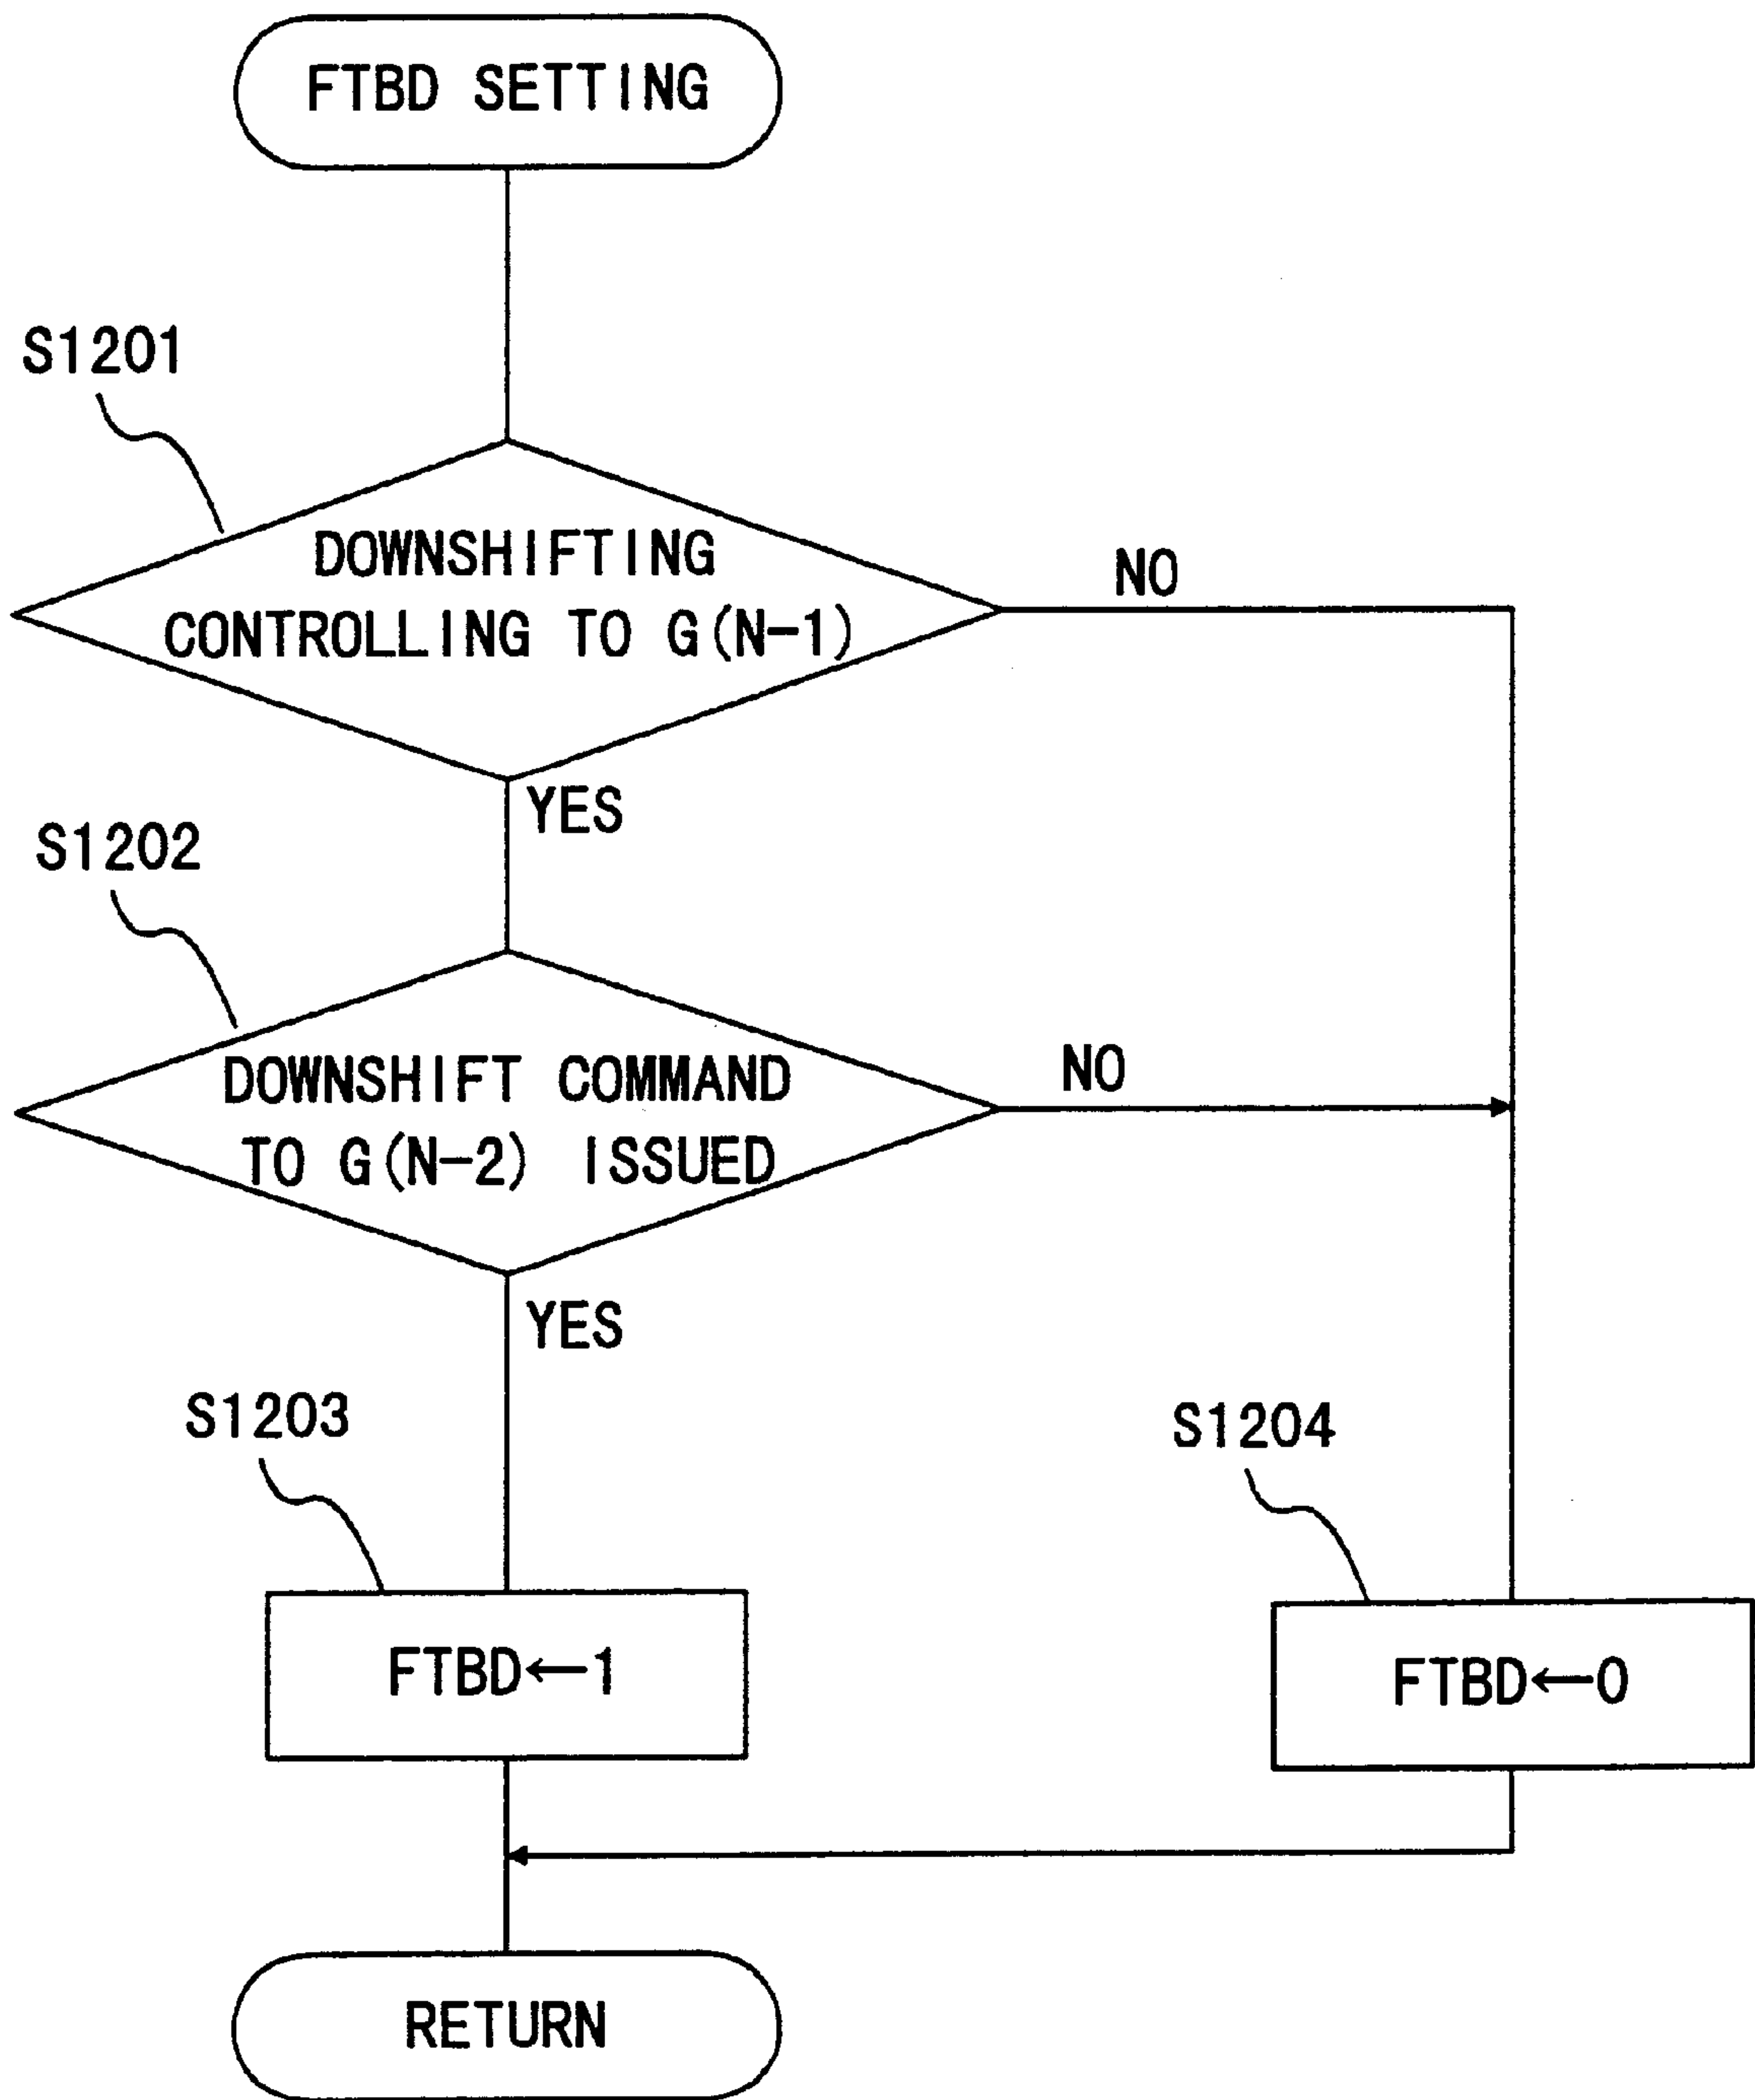 FTBD SETTING
S1201
DOWNSHIFTING
CONTROLLING TO G(N-1)
NO
YES
S1202
DOWNSHIFT COMMAND
TO G(N-2) ISSUED
NO
YES
S1203
S1204
FTBD←1
FTBD←0
RETURN